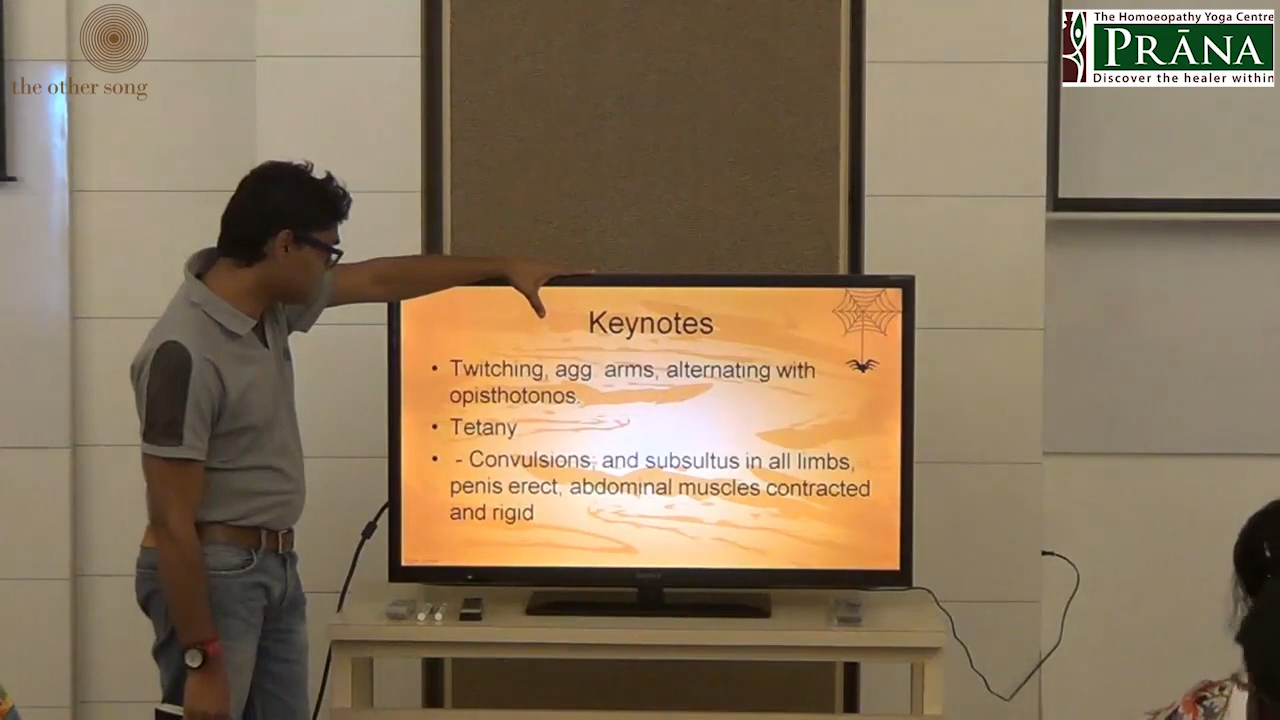 the other song
The Homoeopathy Yoga Centre
PRĀNA
Discover the healer within
Keynotes
• Twitching, agg arms, alternating with
opisthotonos.
• Tetany
• - Convulsions, and subsultus in all limbs,
penis erect, abdominal muscles contracted
and rigid